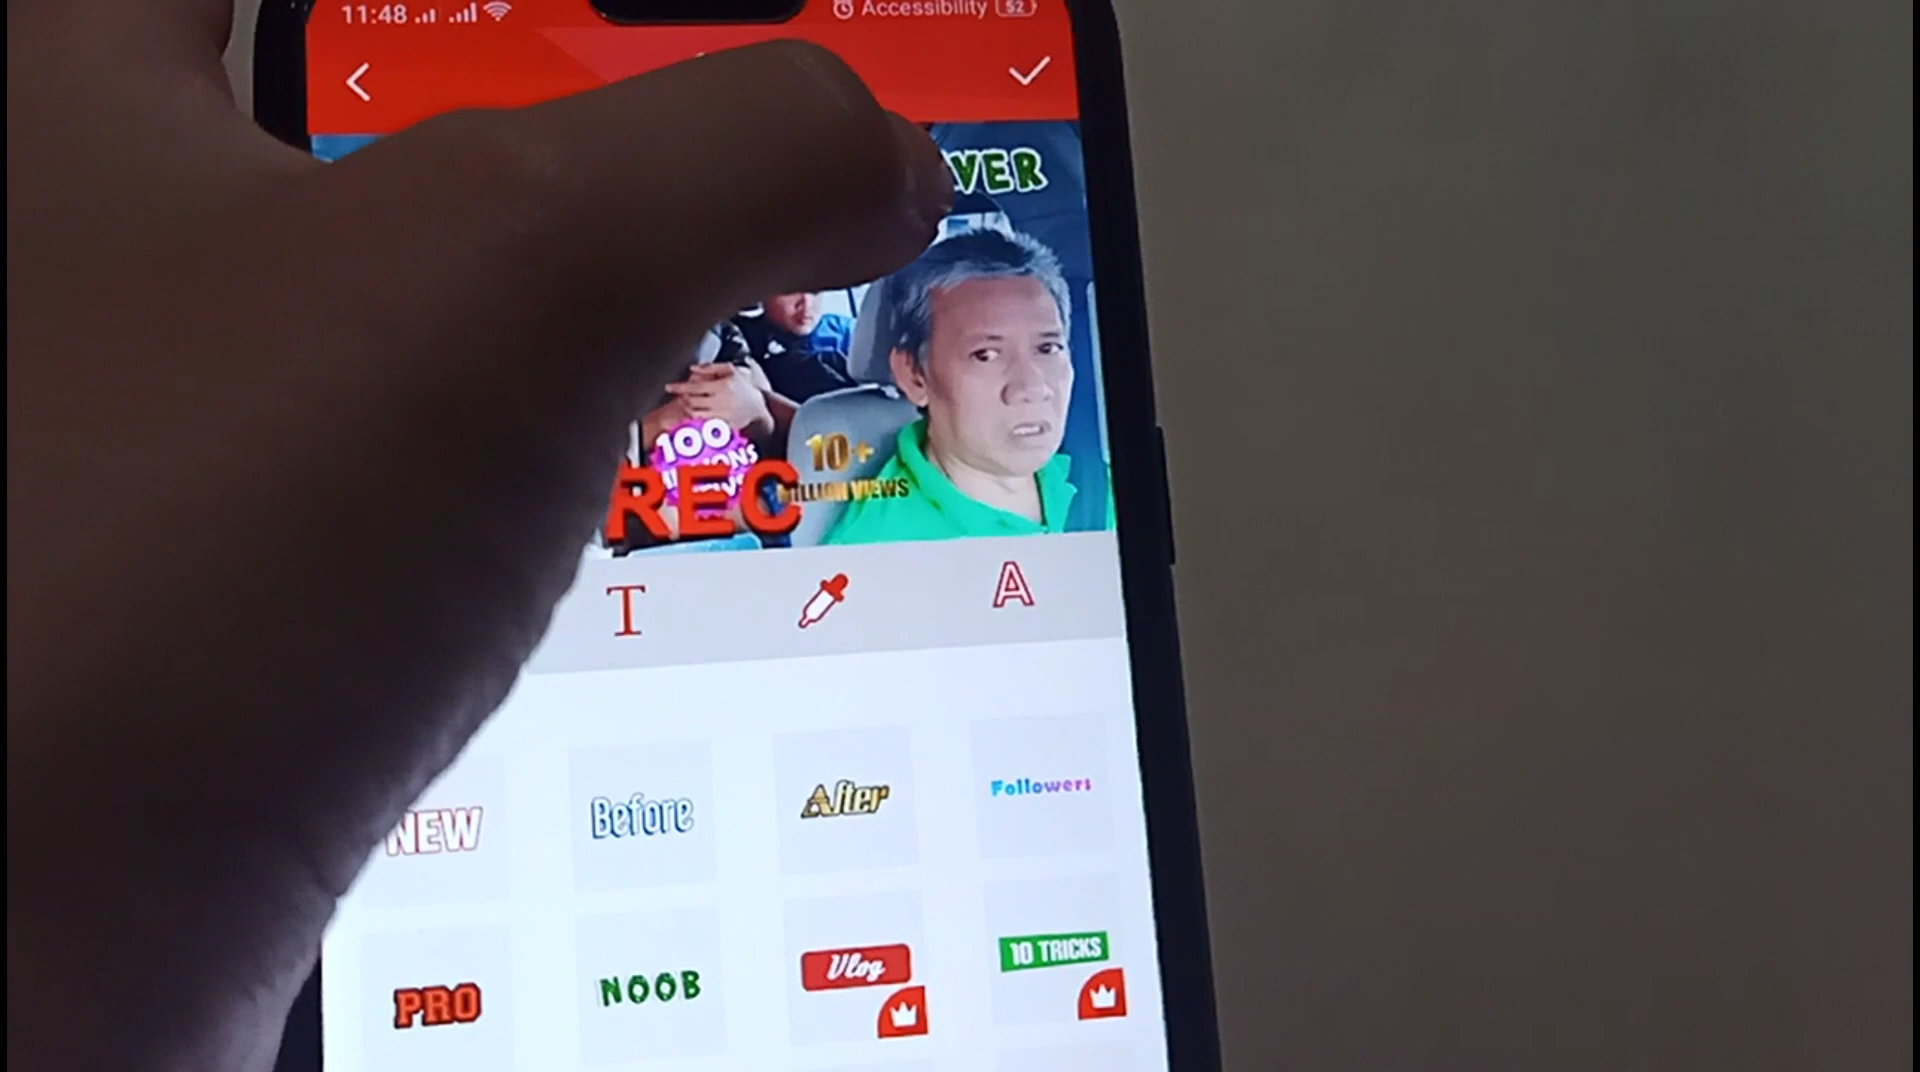 11:48
Accessibility 52
VER
100
10+
MILLION VIEWS
REC
T
A
NEW
Before
After
Followers
PRO
NOOB
Vlog
10 TRICKS